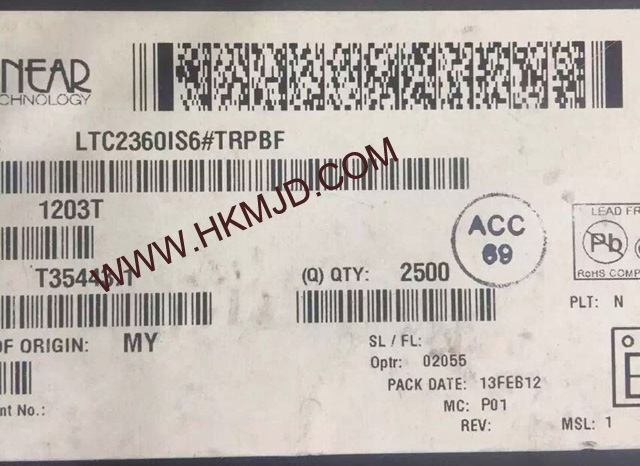 NEAR
ECHNOLOGY
LTC2360IS6#TRPBF
1203T
WWW.HKMJD.COM
ACC
69
LEAD FR
Pb
RoHS COMP
(Q) QTY: 2500
PLT: N
OF ORIGIN: MY
SL / FL:
Optr: 02055
PACK DATE: 13FEB12
MC: P01
nt No.:
REV:
MSL: 1